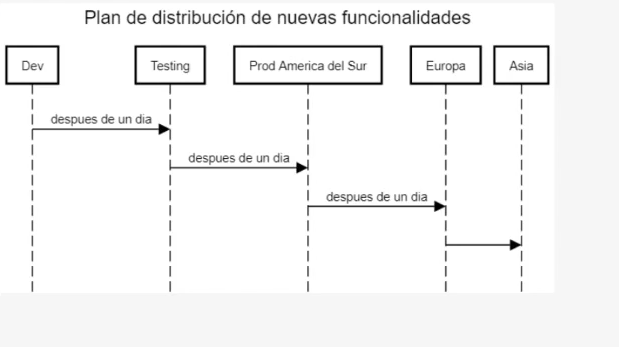 Plan de distribución de nuevas funcionalidades
Dev
Testing
Prod America del Sur
Europa
Asia
despues de un dia
despues de un dia
despues de un dia